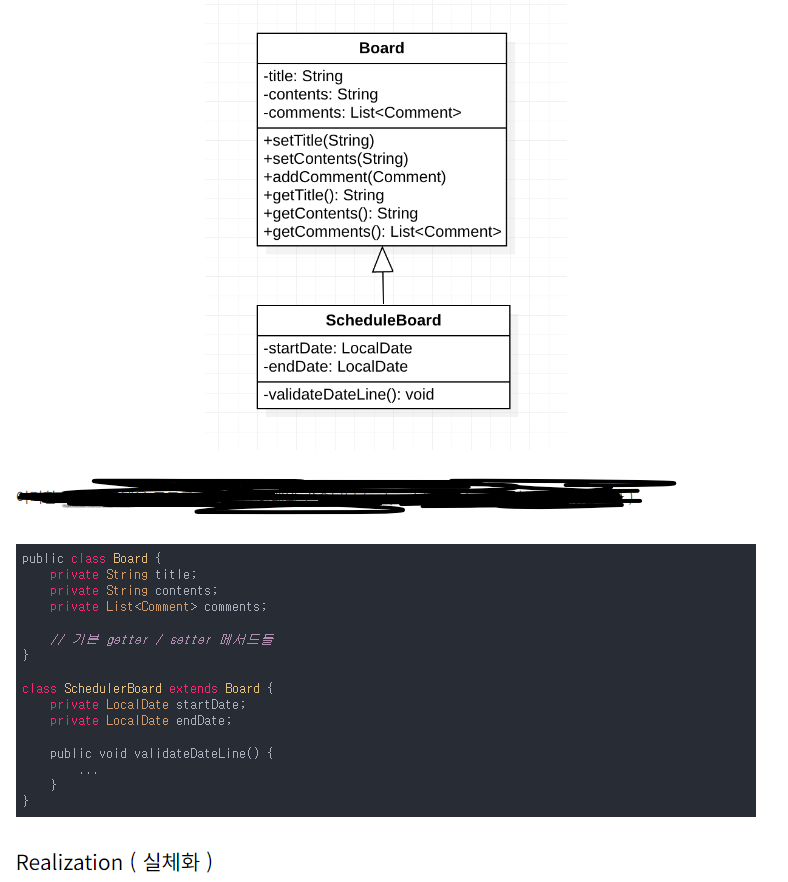 Board
-title: String
-contents: String
-comments: List<Comment>
+setTitle(String)
+setContents(String)
+addComment(Comment)
+getTitle(): String
+getContents(): String
+getComments(): List<Comment>
ScheduleBoard
-startDate: LocalDate
-endDate: LocalDate
-validateDateLine(): void
public class Board {
private String title;
private String contents;
private List<Comment> comments;
// 기본 getter / setter 메서드들
}
class SchedulerBoard extends Board {
private LocalDate startDate;
private LocalDate endDate;
public void validateDateLine() {
...
}
}
Realization ( 실체화 )